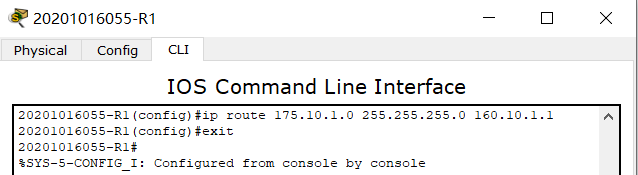 20201016055-R1
Physical Config CLI
IOS Command Line Interface
20201016055-R1(config)#ip route 175.10.1.0 255.255.255.0 160.10.1.1
20201016055-R1(config)#exit
20201016055-R1#
%SYS-5-CONFIG_I: Configured from console by console